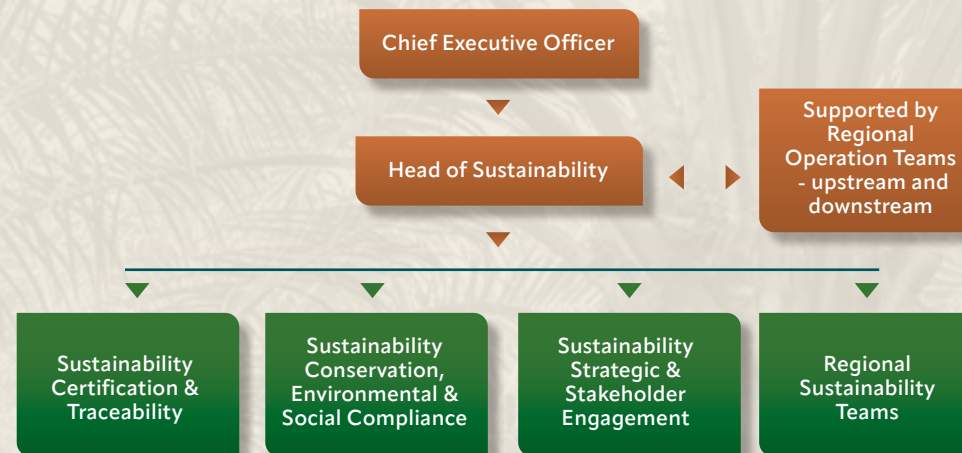 Chief Executive Officer
Head of Sustainability
Supported by
Regional
Operation Teams
- upstream and
downstream
Sustainability
Certification &
Traceability
Sustainability
Conservation,
Environmental &
Social Compliance
Sustainability
Strategic &
Stakeholder
Engagement
Regional
Sustainability
Teams